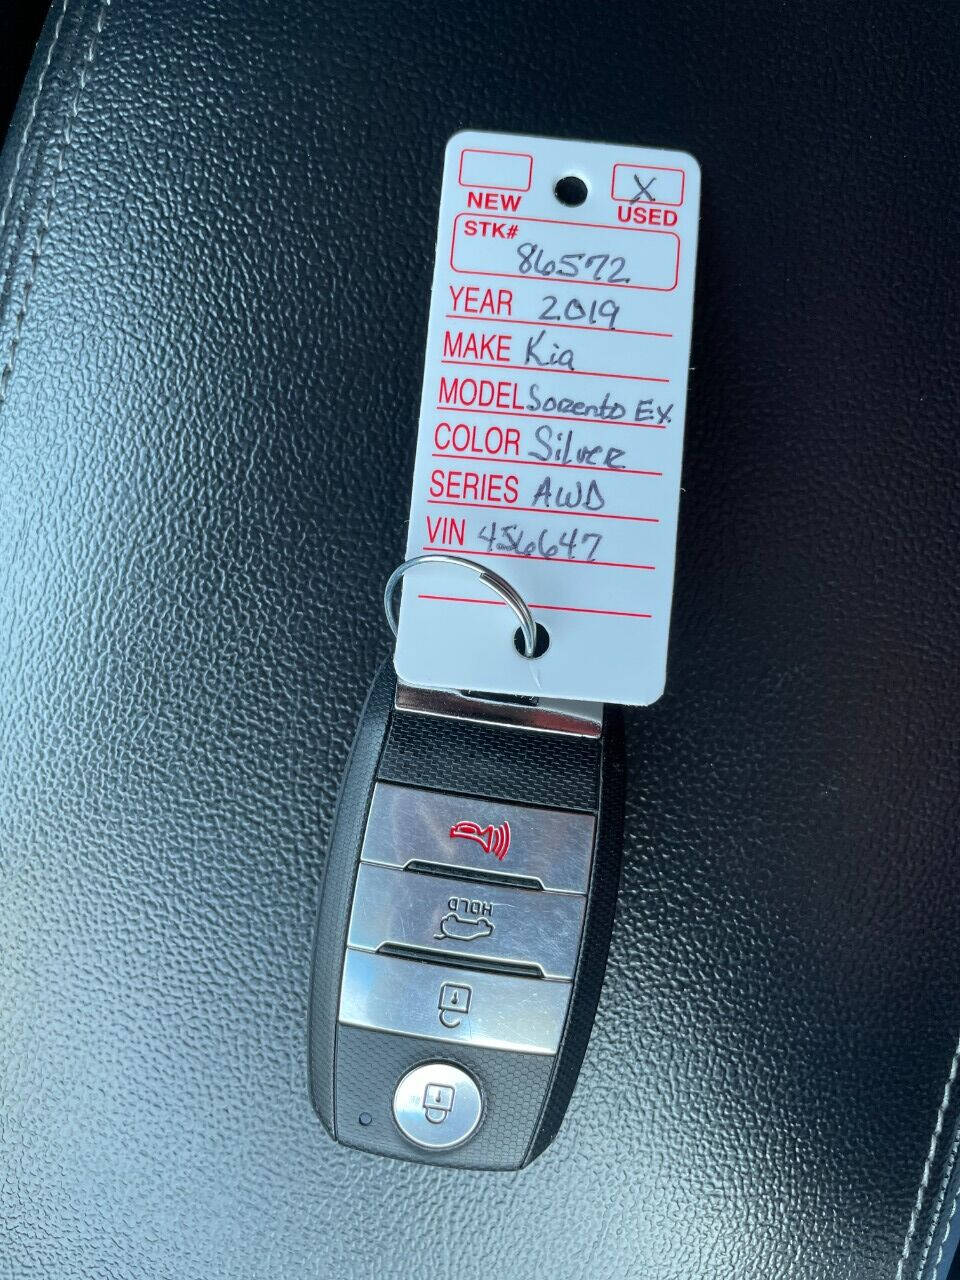 X
NEW USED
STK#
86572
YEAR 2019
MAKE Kia
MODEL Sorento Ex.
COLOR Silver
SERIES AWD
VIN 456647
HOLD